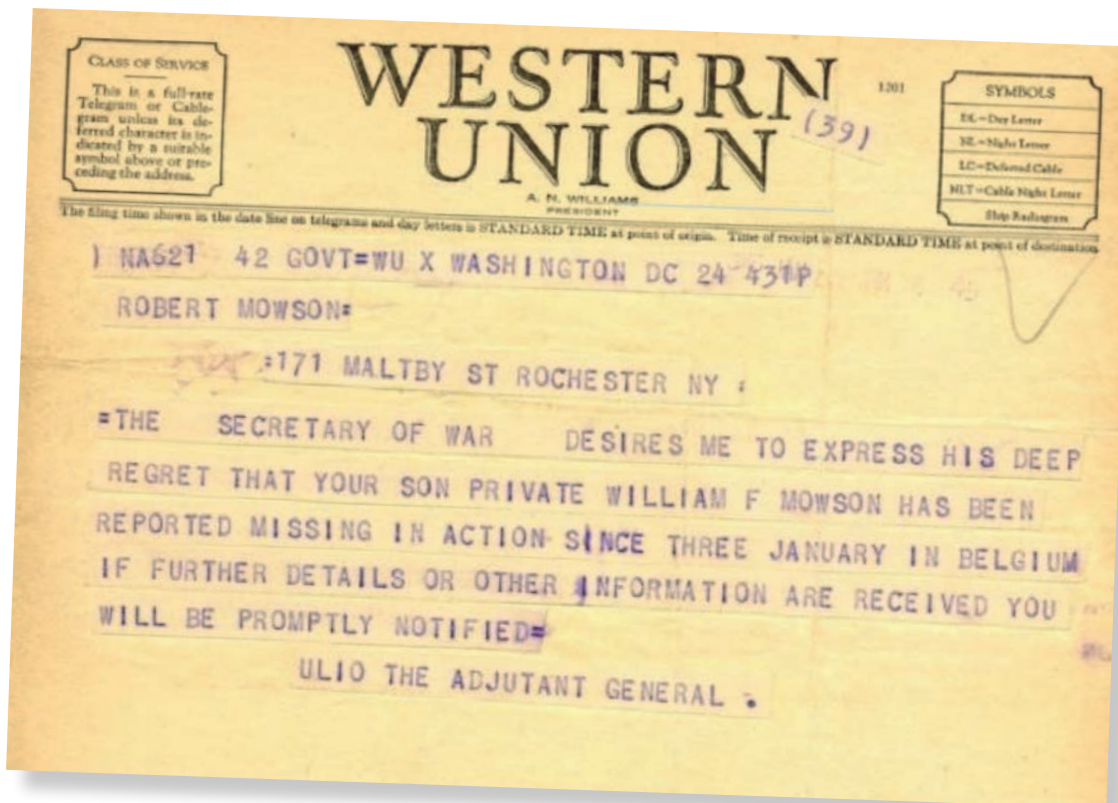 CLASS OF SERVICE
This is a full-rate
Telegram or Cable-
gram unless its de-
ferred character is in-
dicated by a suitable
symbol above or pre-
ceding the address.
WESTERN
UNION
1201
(39)
A. N. WILLIAMS
PRESIDENT
SYMBOLS
DL=Day Letter
NL=Night Letter
LC=Deferred Cable
NLT=Cable Night Letter
Ship Radiogram
The filing time shown in the date line on telegrams and day letters is STANDARD TIME at point of origin. Time of receipt is STANDARD TIME at point of destination
) NA621 42 GOVT=WU X WASHINGTON DC 24 431P
ROBERT MOWSON=
:171 MALTBY ST ROCHESTER NY :
=THE SECRETARY OF WAR DESIRES ME TO EXPRESS HIS DEEP
REGRET THAT YOUR SON PRIVATE WILLIAM F MOWSON HAS BEEN
REPORTED MISSING IN ACTION SINCE THREE JANUARY IN BELGIUM
IF FURTHER DETAILS OR OTHER INFORMATION ARE RECEIVED YOU
WILL BE PROMPTLY NOTIFIED=
ULIO THE ADJUTANT GENERAL .